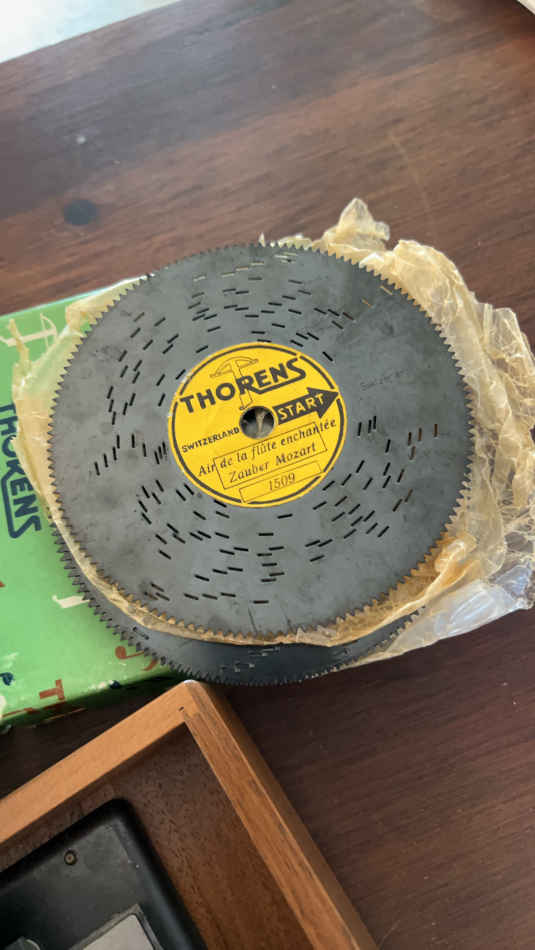 THORENS
START
SWITZERLAND
Air de la flûte enchantée
Zauber Mozart
1509
THORENS